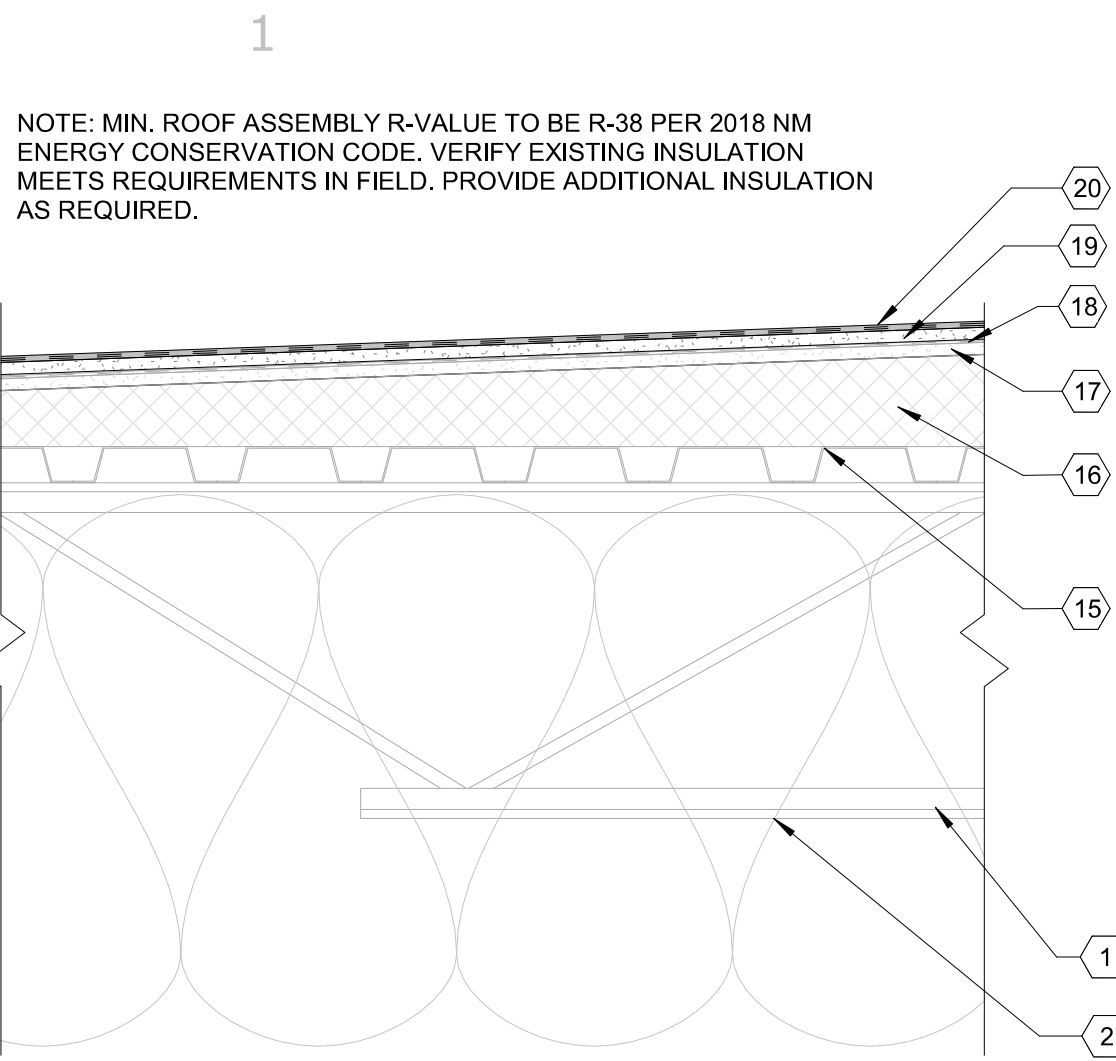 1
NOTE: MIN. ROOF ASSEMBLY R-VALUE TO BE R-38 PER 2018 NM
ENERGY CONSERVATION CODE. VERIFY EXISTING INSULATION
MEETS REQUIREMENTS IN FIELD. PROVIDE ADDITIONAL INSULATION
AS REQUIRED.
20
19
18
17
16
15
1
2